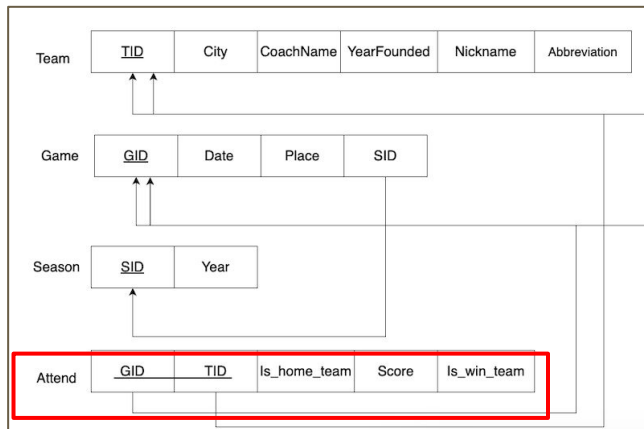 Team TID City CoachName YearFounded Nickname Abbreviation
Game GID Date Place SID
Season SID Year
Attend GID TID Is_home_team Score Is_win_team